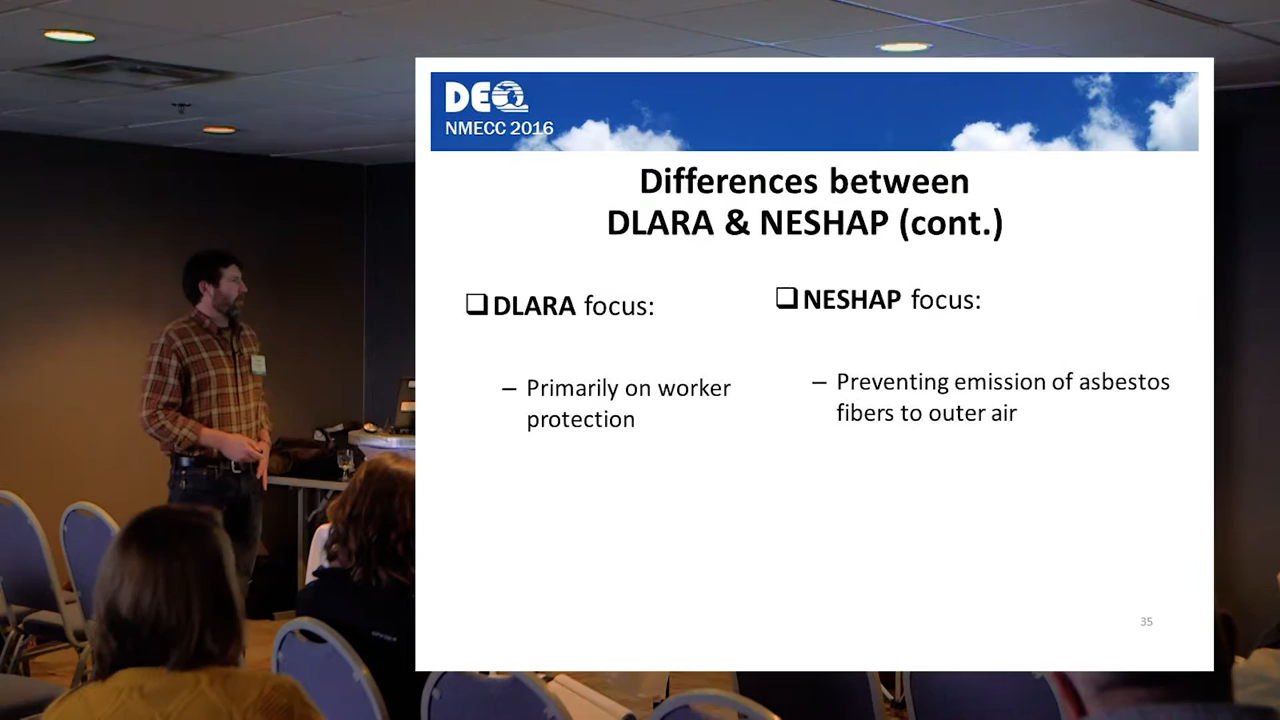 DEQ
NMECC 2016
Differences between
DLARA & NESHAP (cont.)
❑ DLARA focus:
– Primarily on worker
protection
❑ NESHAP focus:
– Preventing emission of asbestos
fibers to outer air
35